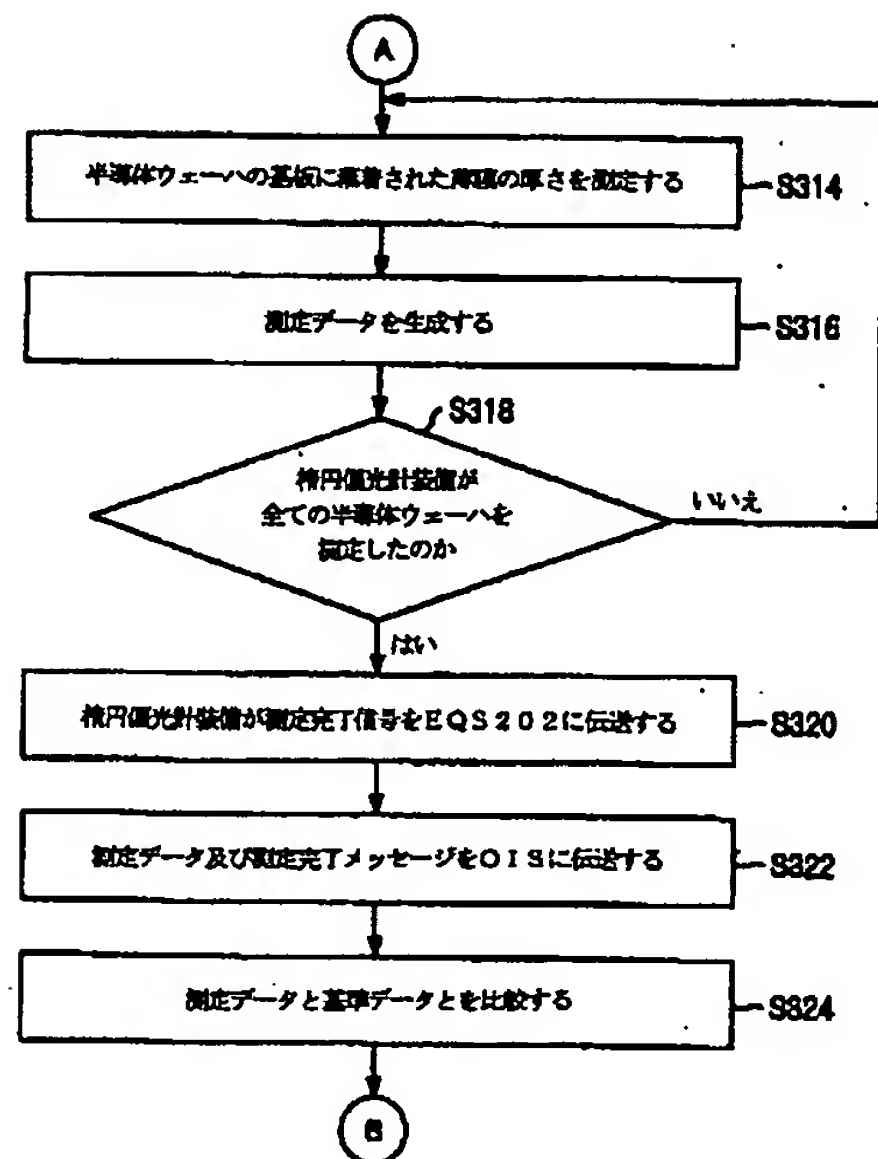 A
半導体ウェーハの基板に蒸着された薄膜の厚さを測定する
S314
測定データを生成する
S316
S318
楕円偏光計装備が
全ての半導体ウェーハを
測定したのか
いいえ
はい
楕円偏光計装備が測定完了信号をEQS202に伝送する
S320
測定データ及び測定完了メッセージをOISに伝送する
S322
測定データと基準データとを比較する
S324
B